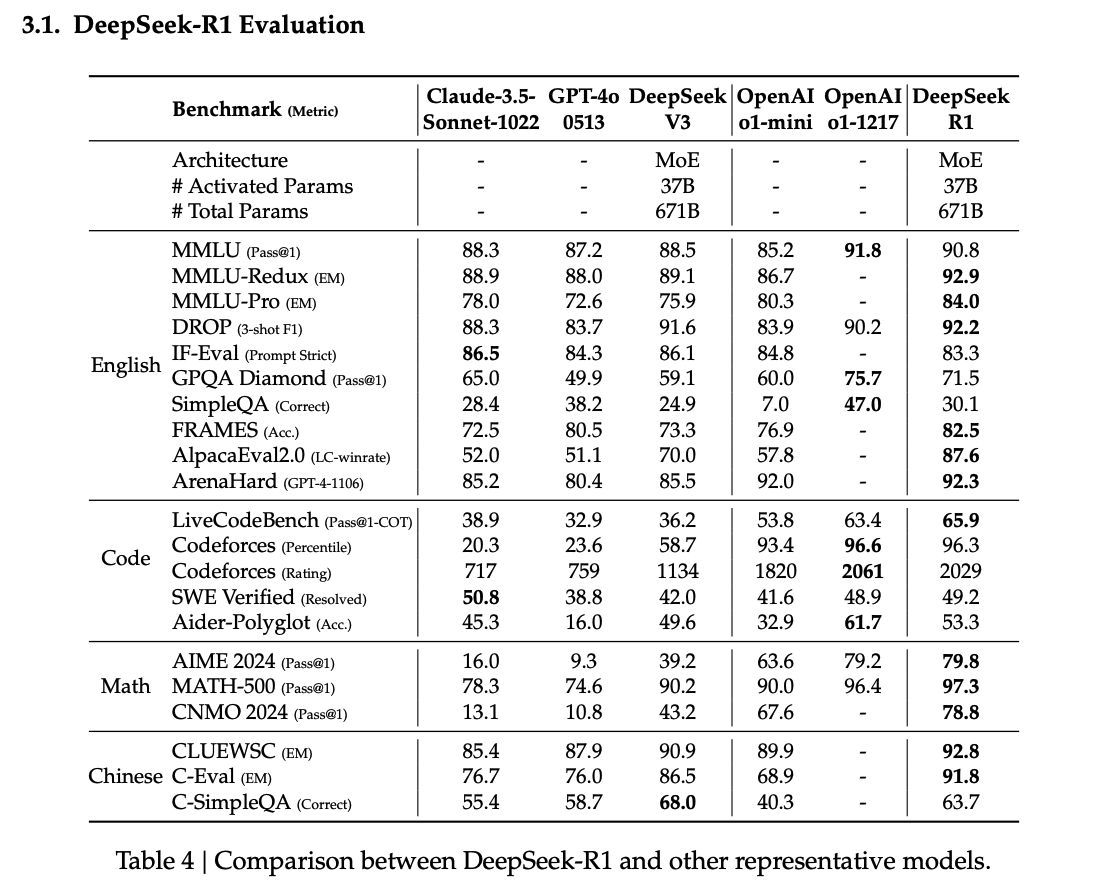 3.1. DeepSeek-R1 Evaluation
Benchmark (Metric) Claude-3.5-Sonnet-1022 GPT-4o 0513 DeepSeek V3 OpenAI o1-mini OpenAI o1-1217 DeepSeek R1
Architecture - - MoE - - MoE
# Activated Params - - 37B - - 37B
# Total Params - - 671B - - 671B
English
MMLU (Pass@1) 88.3 87.2 88.5 85.2 91.8 90.8
MMLU-Redux (EM) 88.9 88.0 89.1 86.7 - 92.9
MMLU-Pro (EM) 78.0 72.6 75.9 80.3 - 84.0
DROP (3-shot F1) 88.3 83.7 91.6 83.9 90.2 92.2
IF-Eval (Prompt Strict) 86.5 84.3 86.1 84.8 - 83.3
GPQA Diamond (Pass@1) 65.0 49.9 59.1 60.0 75.7 71.5
SimpleQA (Correct) 28.4 38.2 24.9 7.0 47.0 30.1
FRAMES (Acc.) 72.5 80.5 73.3 76.9 - 82.5
AlpacaEval2.0 (LC-winrate) 52.0 51.1 70.0 57.8 - 87.6
ArenaHard (GPT-4-1106) 85.2 80.4 85.5 92.0 - 92.3
Code
LiveCodeBench (Pass@1-COT) 38.9 32.9 36.2 53.8 63.4 65.9
Codeforces (Percentile) 20.3 23.6 58.7 93.4 96.6 96.3
Codeforces (Rating) 717 759 1134 1820 2061 2029
SWE Verified (Resolved) 50.8 38.8 42.0 41.6 48.9 49.2
Aider-Polyglot (Acc.) 45.3 16.0 49.6 32.9 61.7 53.3
Math
AIME 2024 (Pass@1) 16.0 9.3 39.2 63.6 79.2 79.8
MATH-500 (Pass@1) 78.3 74.6 90.2 90.0 96.4 97.3
CNMO 2024 (Pass@1) 13.1 10.8 43.2 67.6 - 78.8
Chinese
CLUEWSC (EM) 85.4 87.9 90.9 89.9 - 92.8
C-Eval (EM) 76.7 76.0 86.5 68.9 - 91.8
C-SimpleQA (Correct) 55.4 58.7 68.0 40.3 - 63.7
Table 4 | Comparison between DeepSeek-R1 and other representative models.